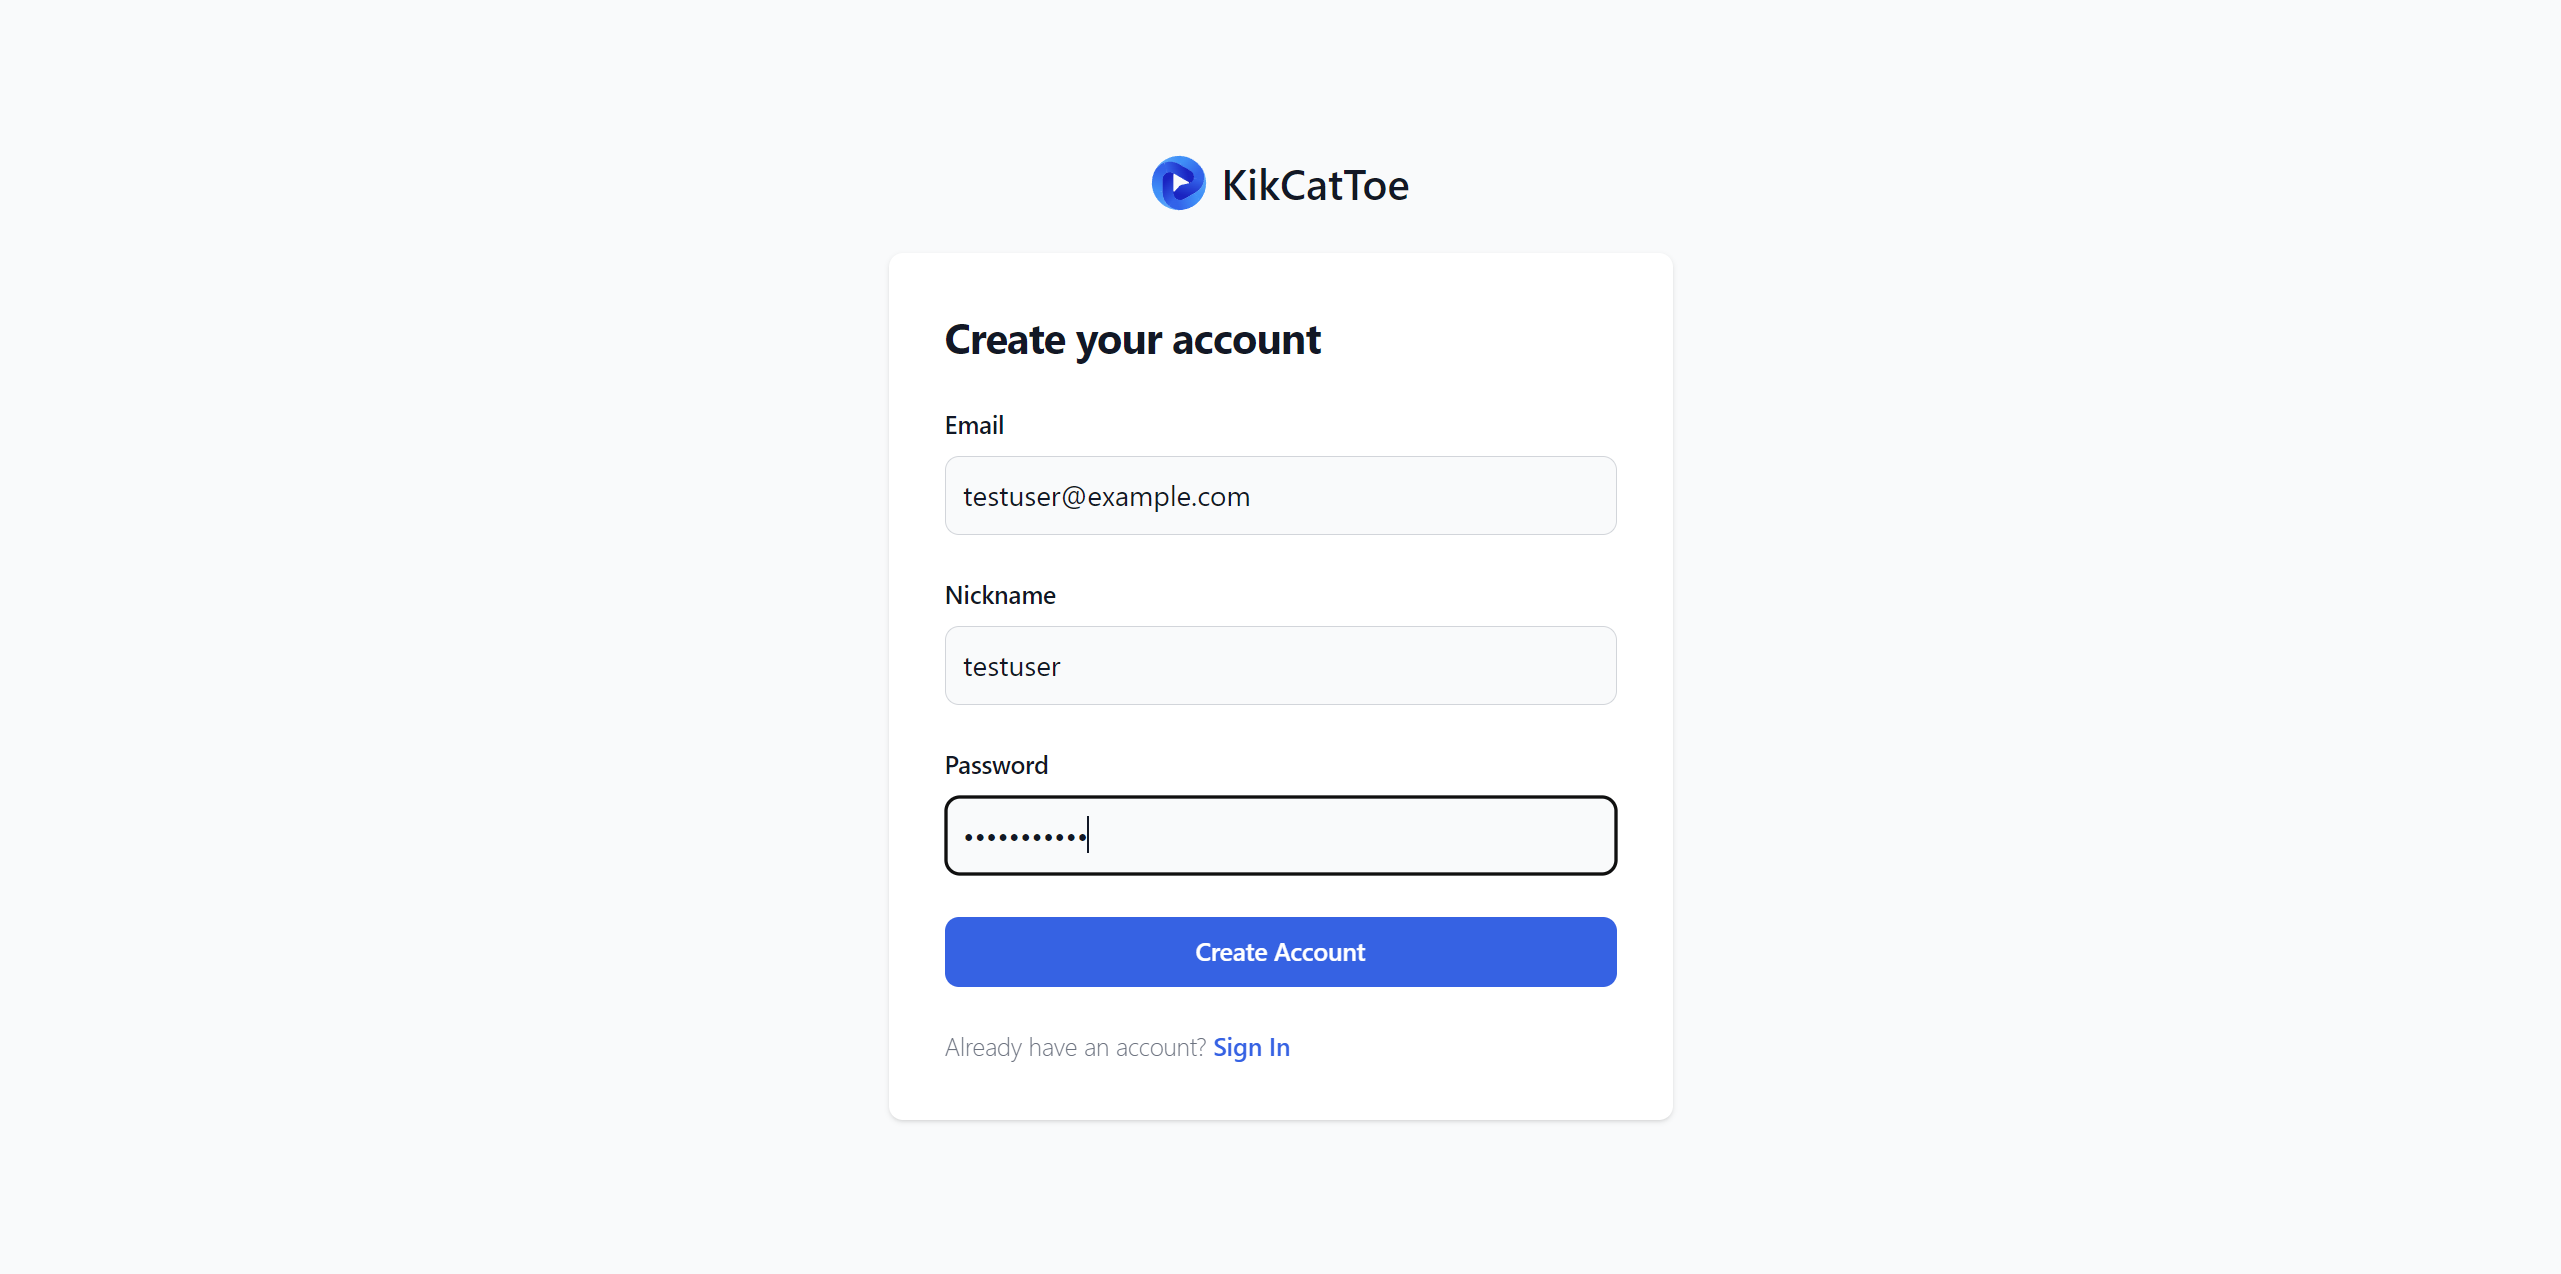 KikCatToe
Create your account
Email
testuser@example.com
Nickname
testuser
Password
•••••••••••
Create Account
Already have an account? Sign In